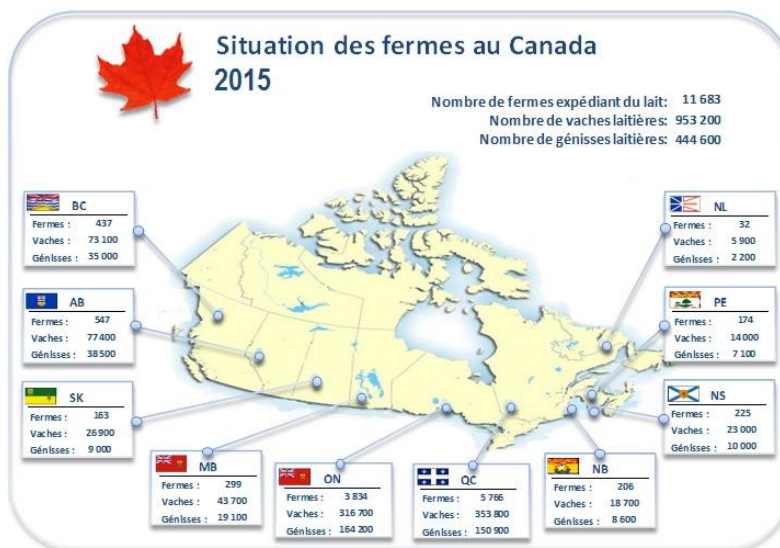 Situation des fermes au Canada
2015
Nombre de fermes expédiant du lait: 11 683
Nombre de vaches laitières: 953 200
Nombre de génisses laitières: 444 600
BC
Fermes : 437
Vaches : 73 100
Génisses : 35 000
AB
Fermes : 547
Vaches : 77 400
Génisses : 38 500
SK
Fermes : 163
Vaches : 26 900
Génisses : 9 000
MB
Fermes : 299
Vaches : 43 700
Génisses : 19 100
ON
Fermes : 3 834
Vaches : 316 700
Génisses : 164 200
QC
Fermes : 5 766
Vaches : 353 800
Génisses : 150 900
NB
Fermes : 206
Vaches : 18 700
Génisses : 8 600
NS
Fermes : 225
Vaches : 23 000
Génisses : 10 000
PE
Fermes : 174
Vaches : 14 000
Génisses : 7 100
NL
Fermes : 32
Vaches : 5 900
Génisses : 2 200